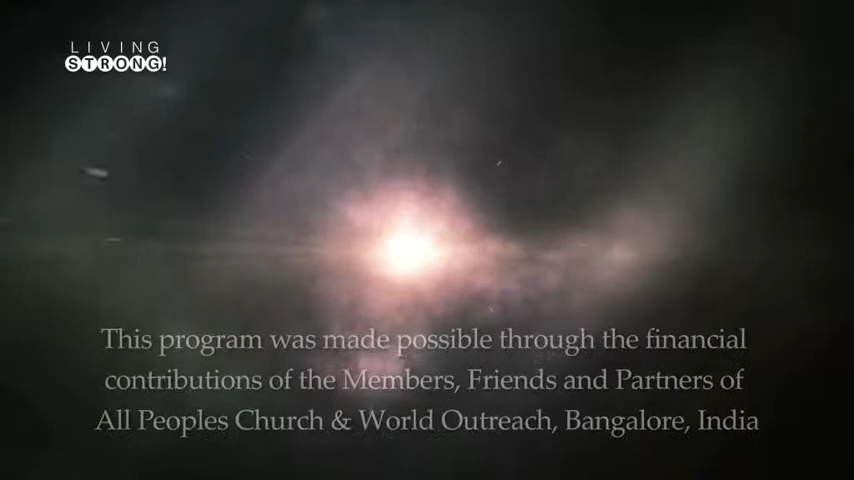 LIVING
STRONG!
This program was made possible through the financial
contributions of the Members, Friends and Partners of
All Peoples Church & World Outreach, Bangalore, India